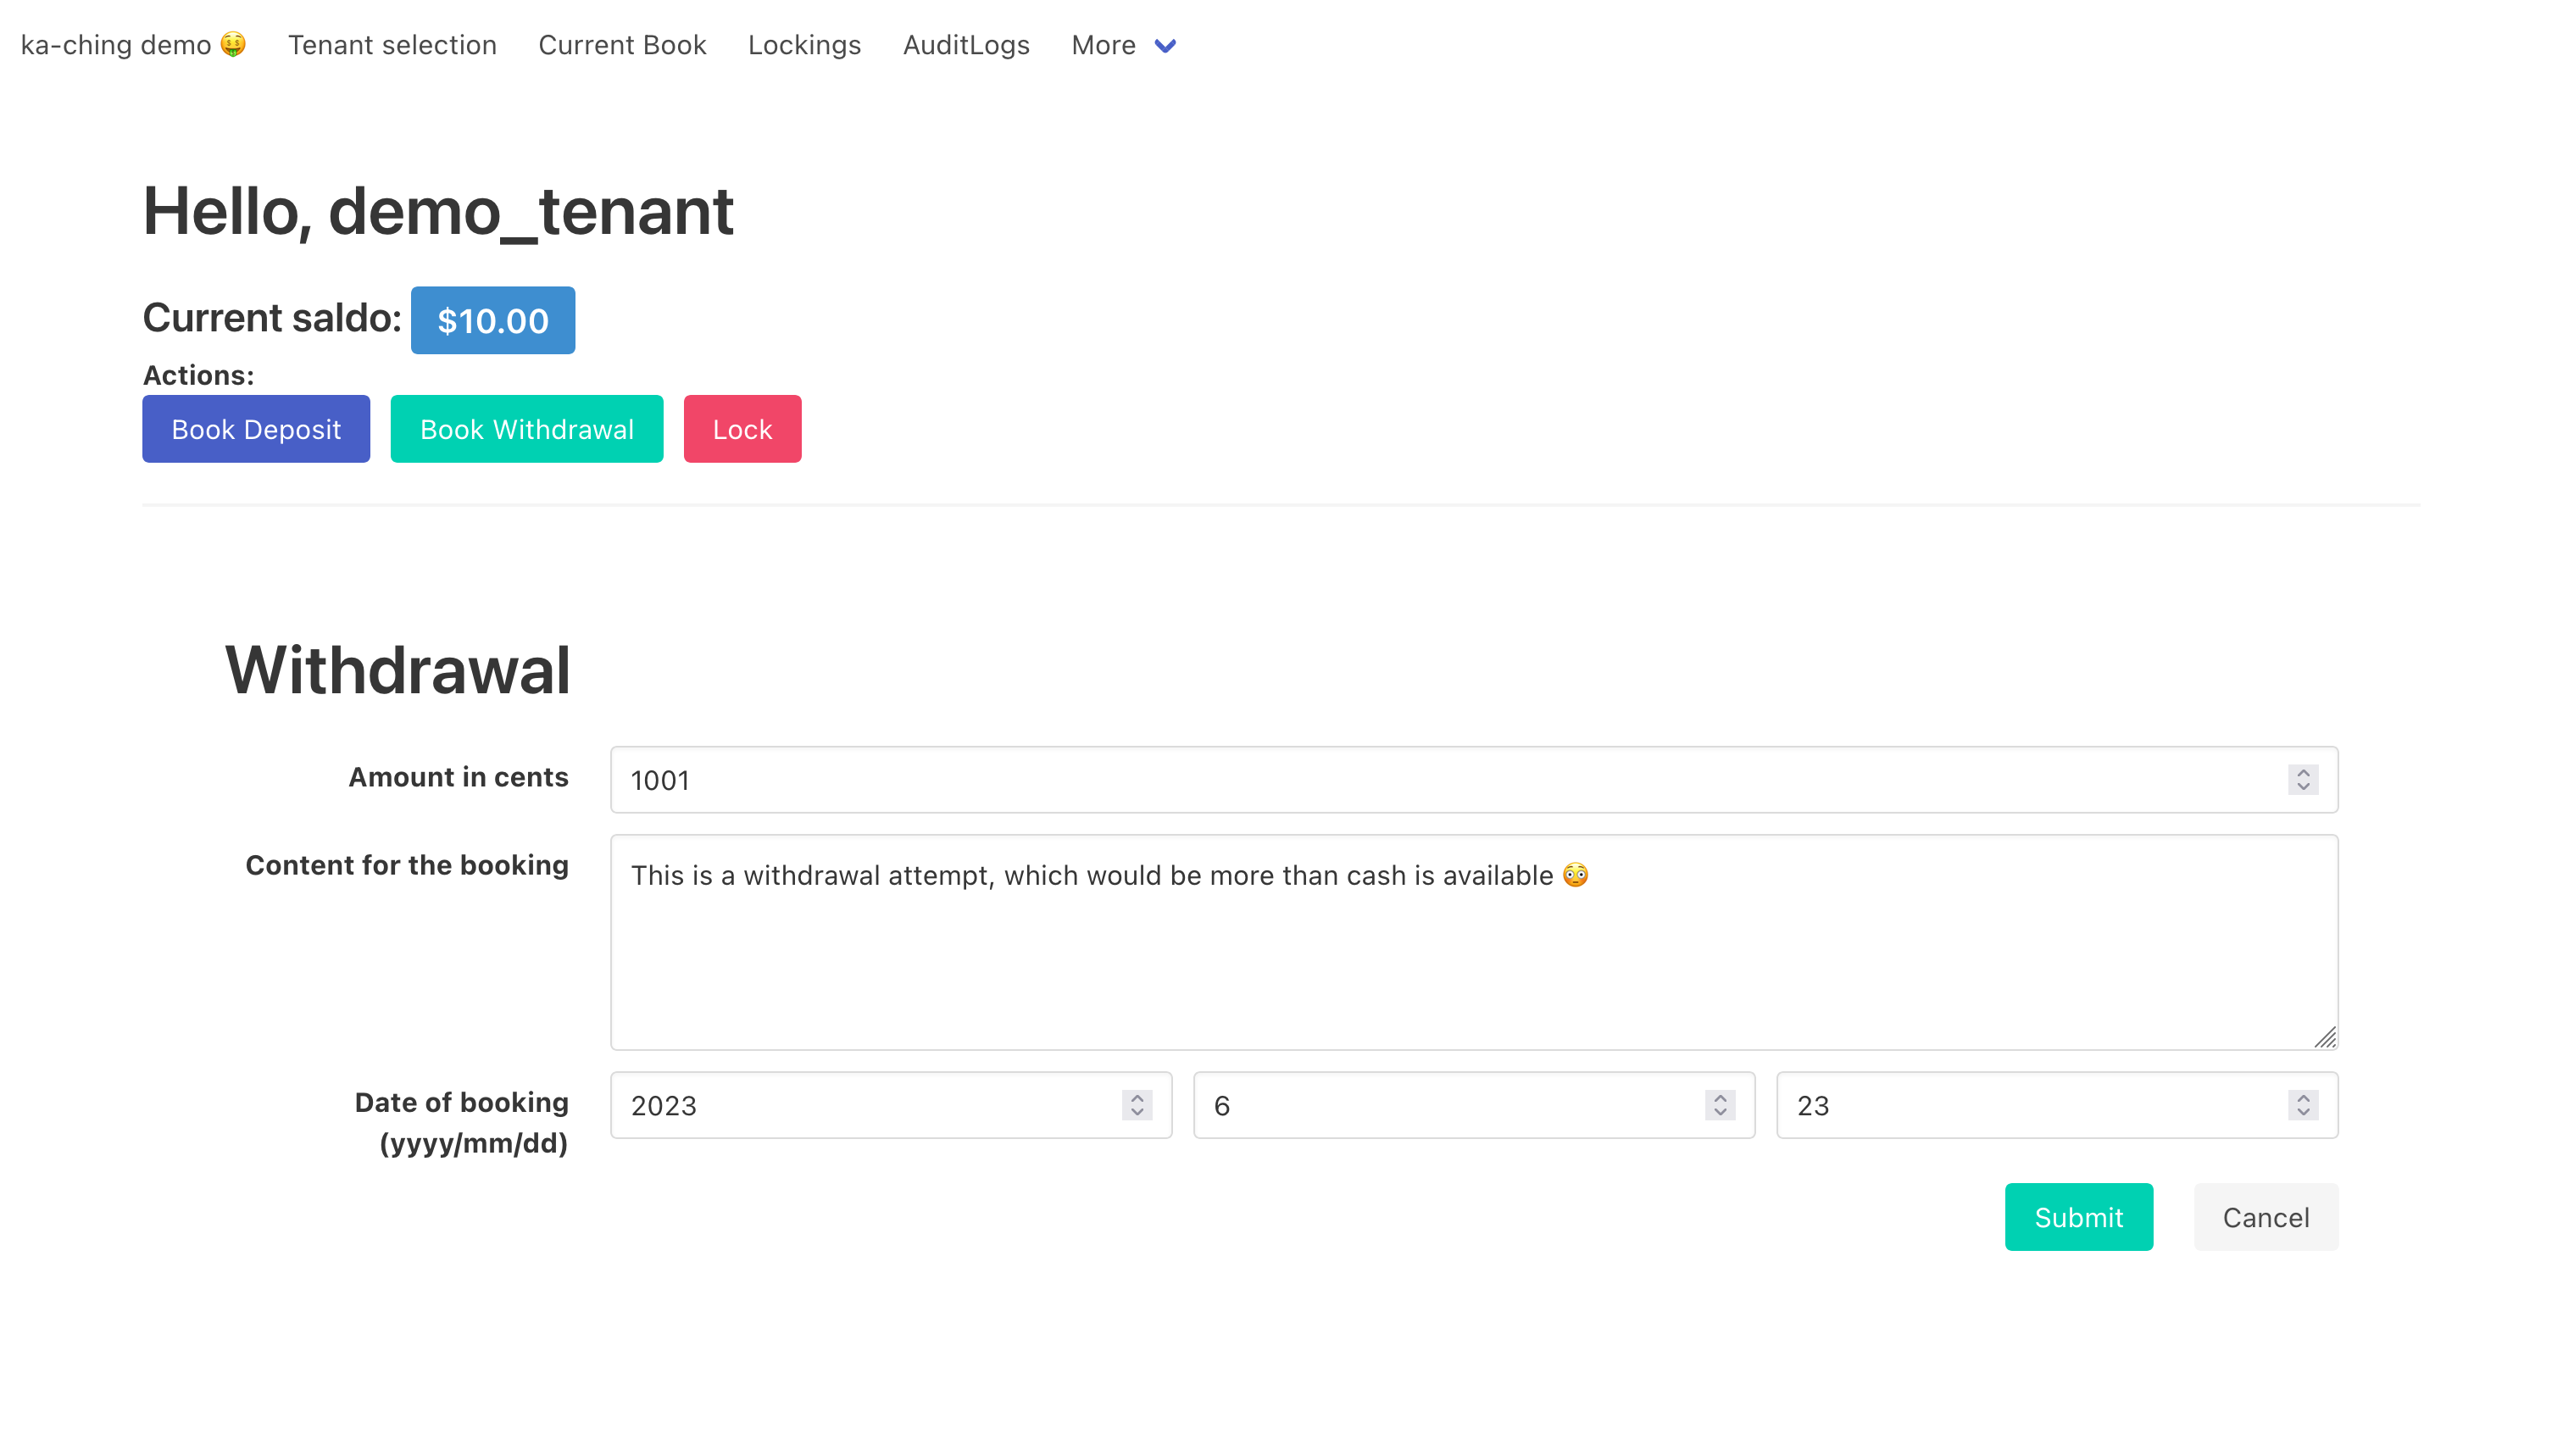 ka-ching demo 🤑 Tenant selection Current Book Lockings AuditLogs More
Hello, demo_tenant
Current saldo: $10.00
Actions:
Book Deposit Book Withdrawal Lock
Withdrawal
Amount in cents 1001
Content for the booking This is a withdrawal attempt, which would be more than cash is available 😳
Date of booking 2023 6 23
(yyyy/mm/dd)
Submit Cancel